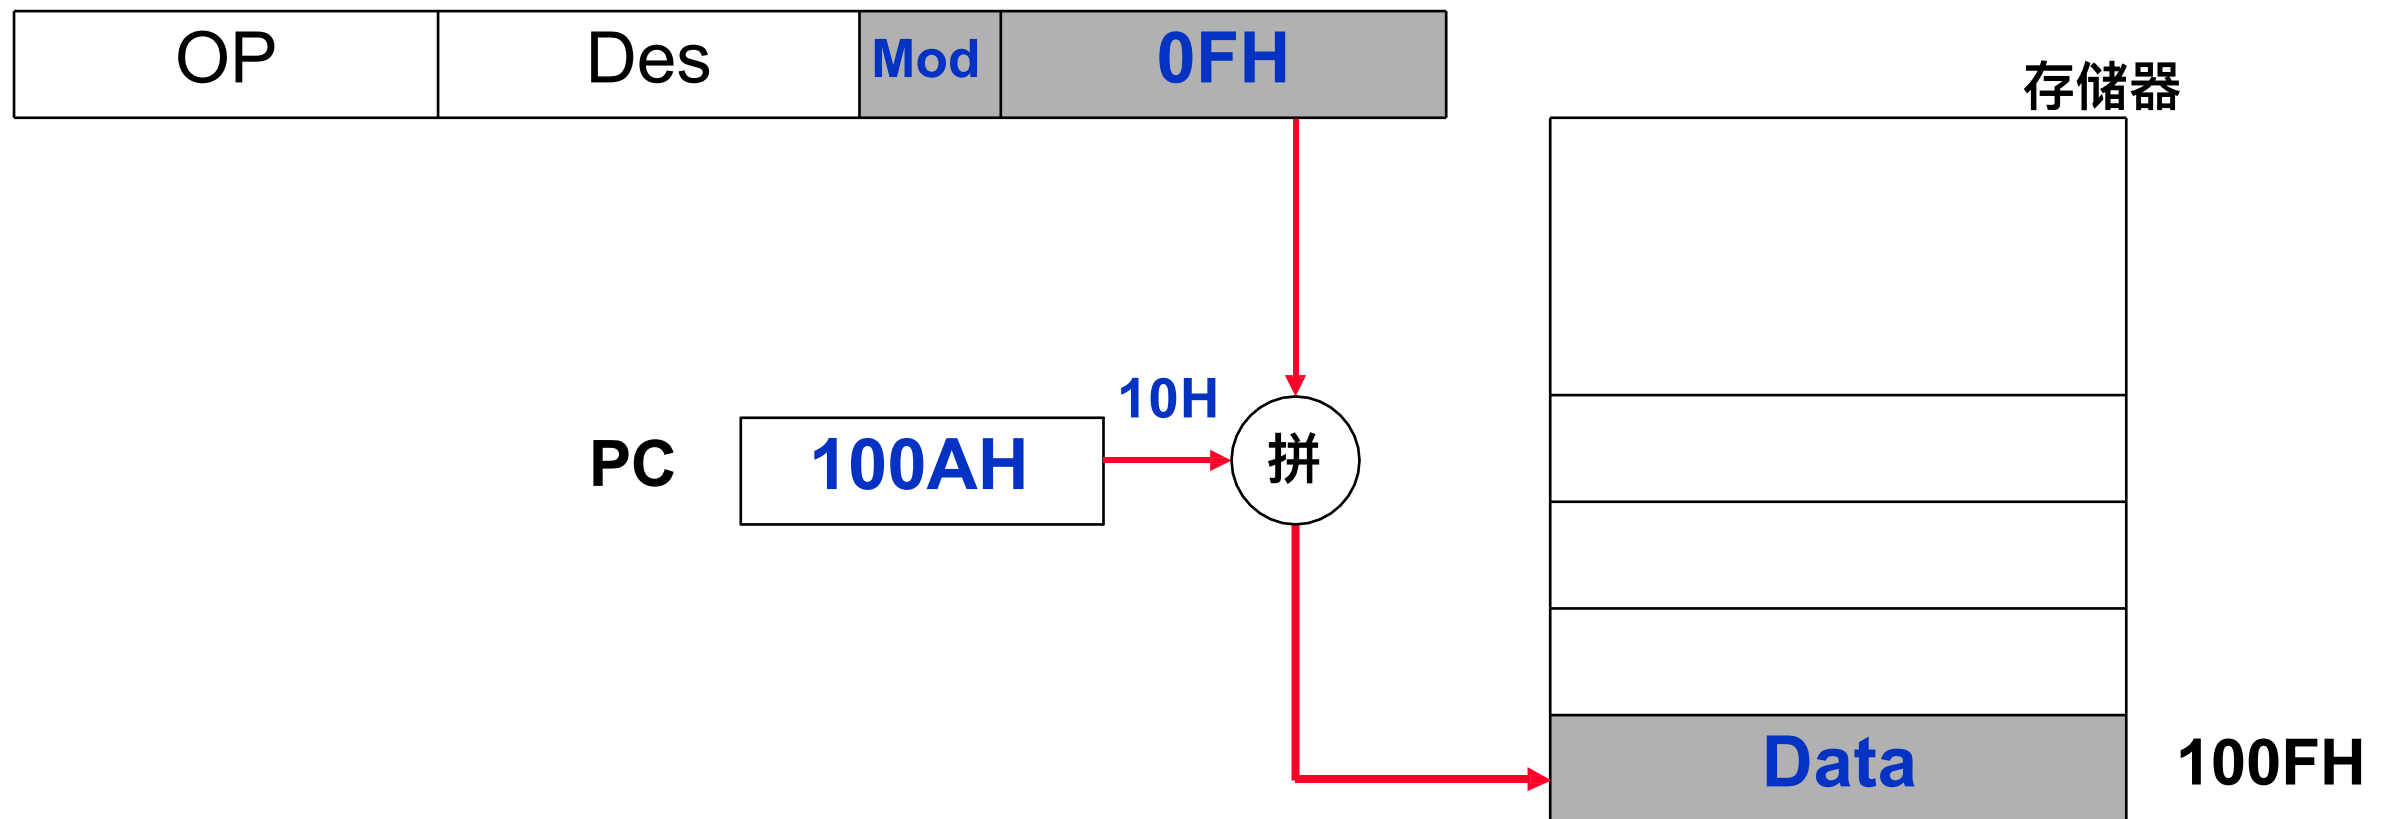 OP Des Mod 0FH
存储器
10H
PC 100AH 拼
Data 100FH